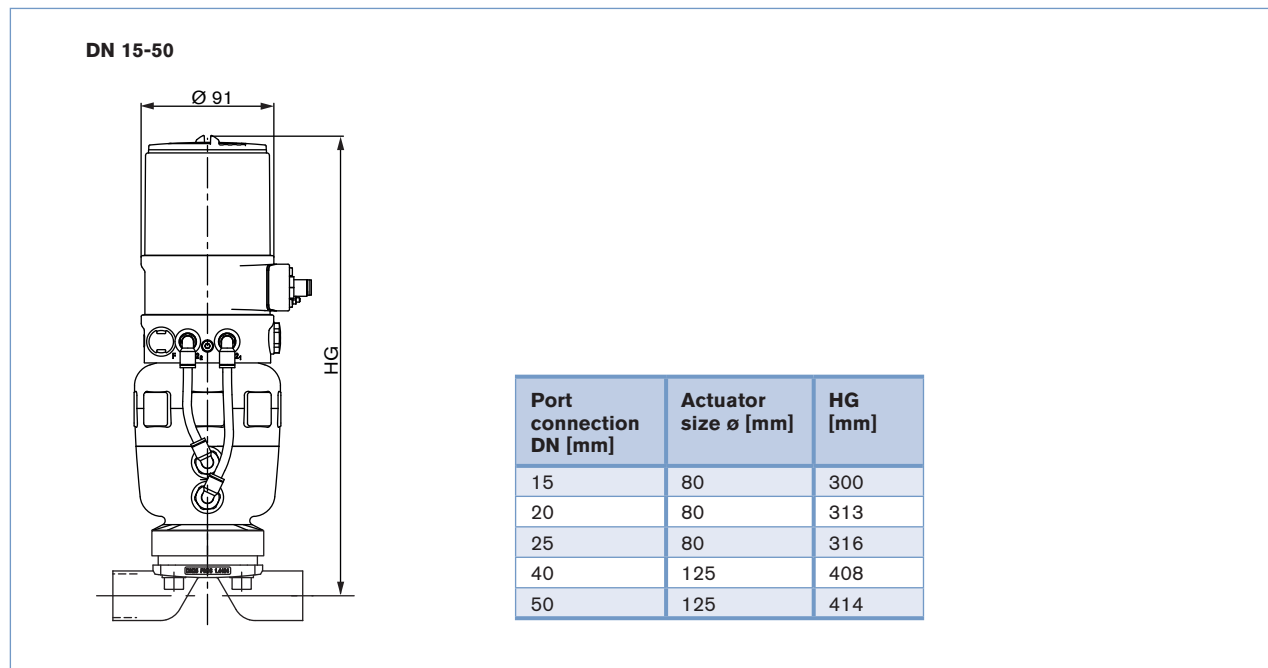 DN 15-50
Ø 91
HG
Port connection DN [mm] Actuator size ø [mm] HG [mm]
15 80 300
20 80 313
25 80 316
40 125 408
50 125 414